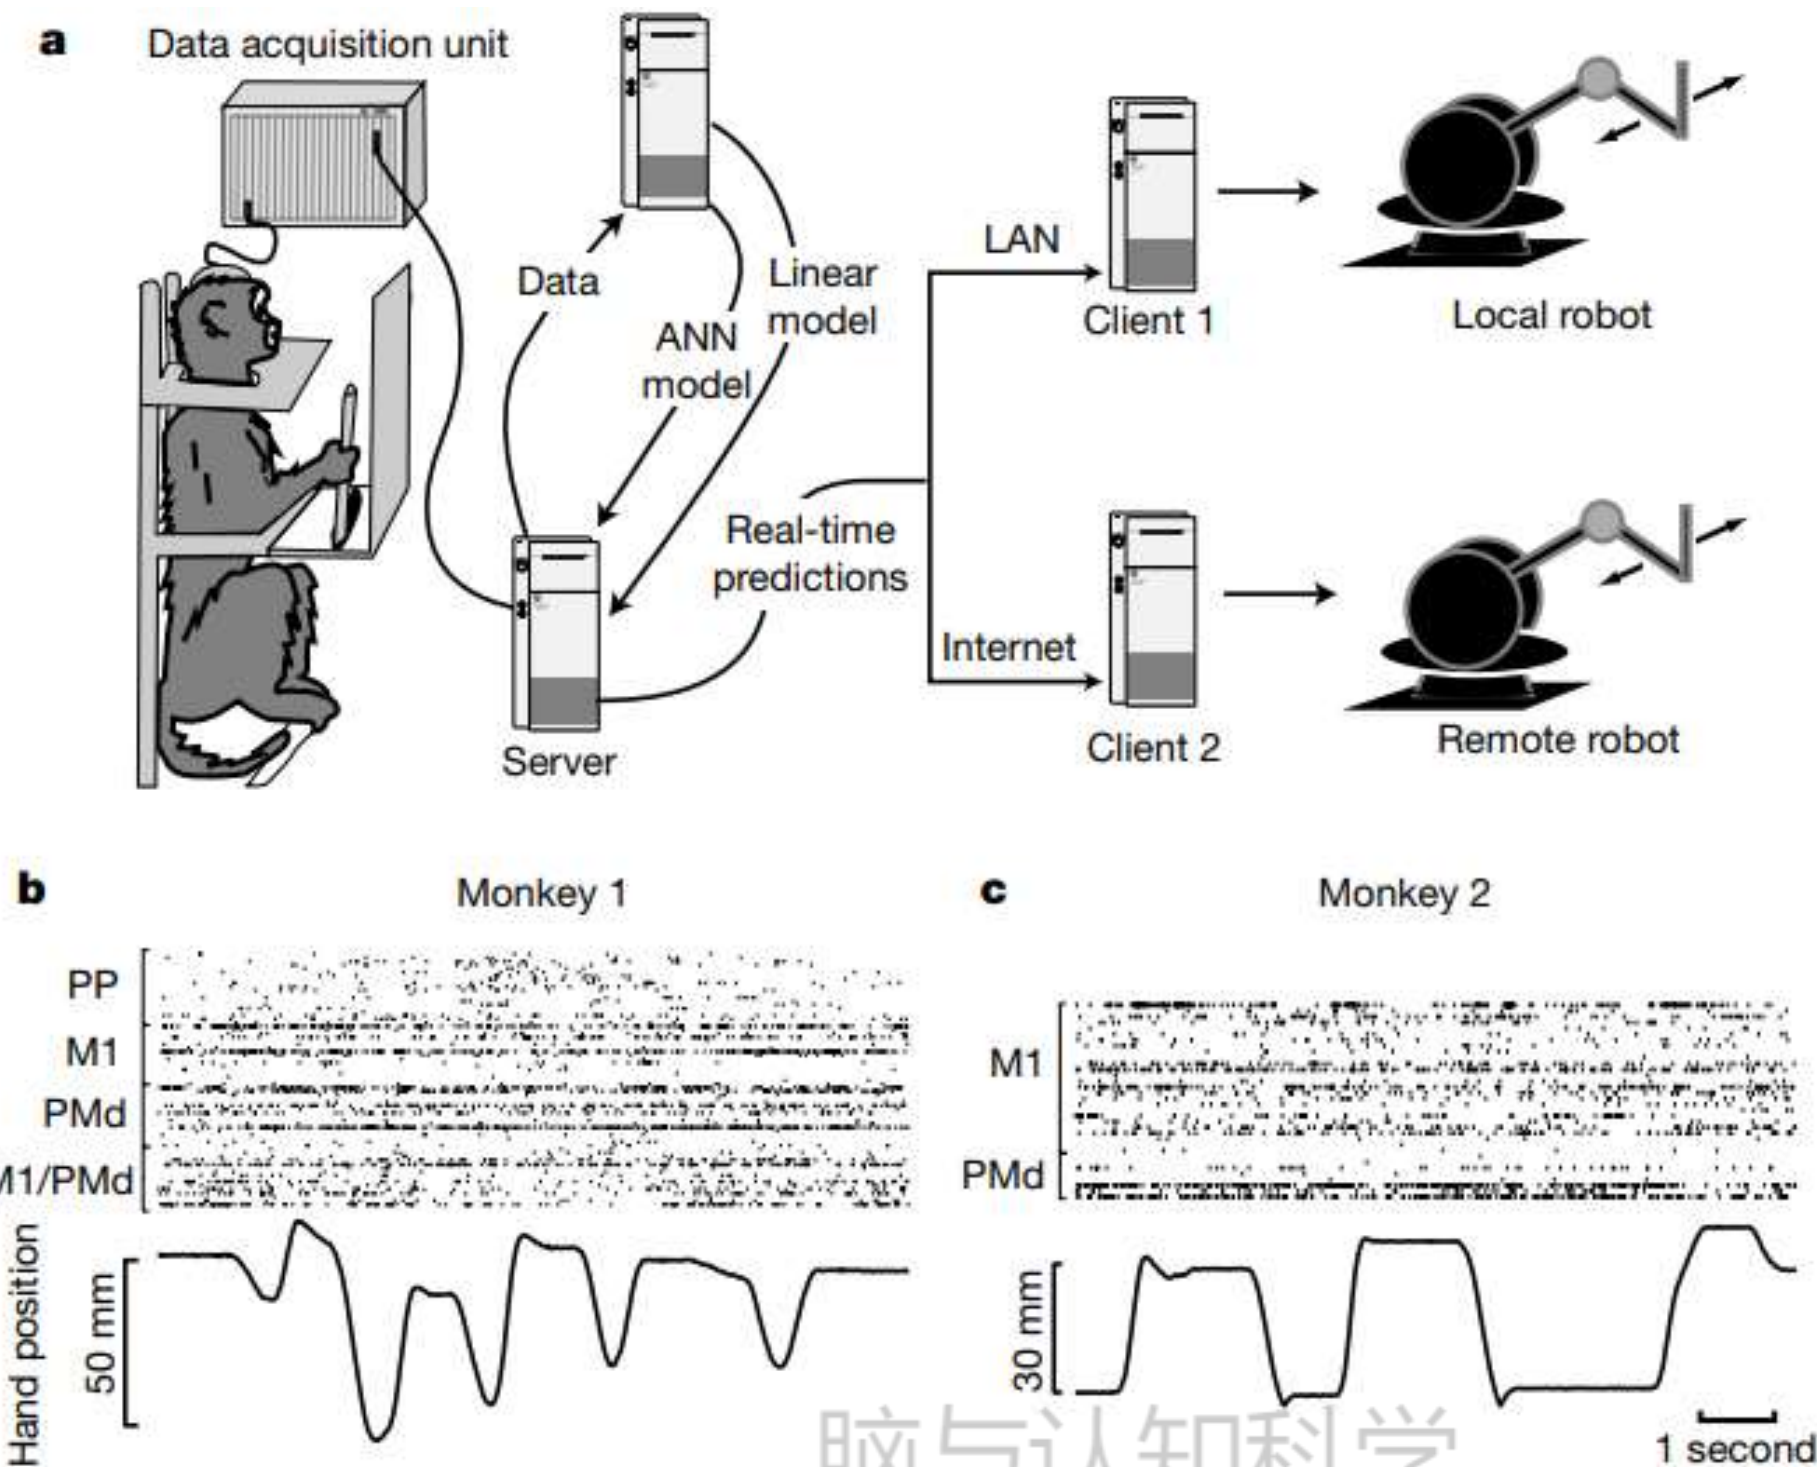 a
Data acquisition unit
Data
ANN
model
Linear
model
Server
Real-time
predictions
LAN
Internet
Client 1
Local robot
Client 2
Remote robot
b
Monkey 1
PP
M1
PMd
M1/PMd
Hand position
50 mm
c
Monkey 2
M1
PMd
30 mm
1 second
脑与认知科学